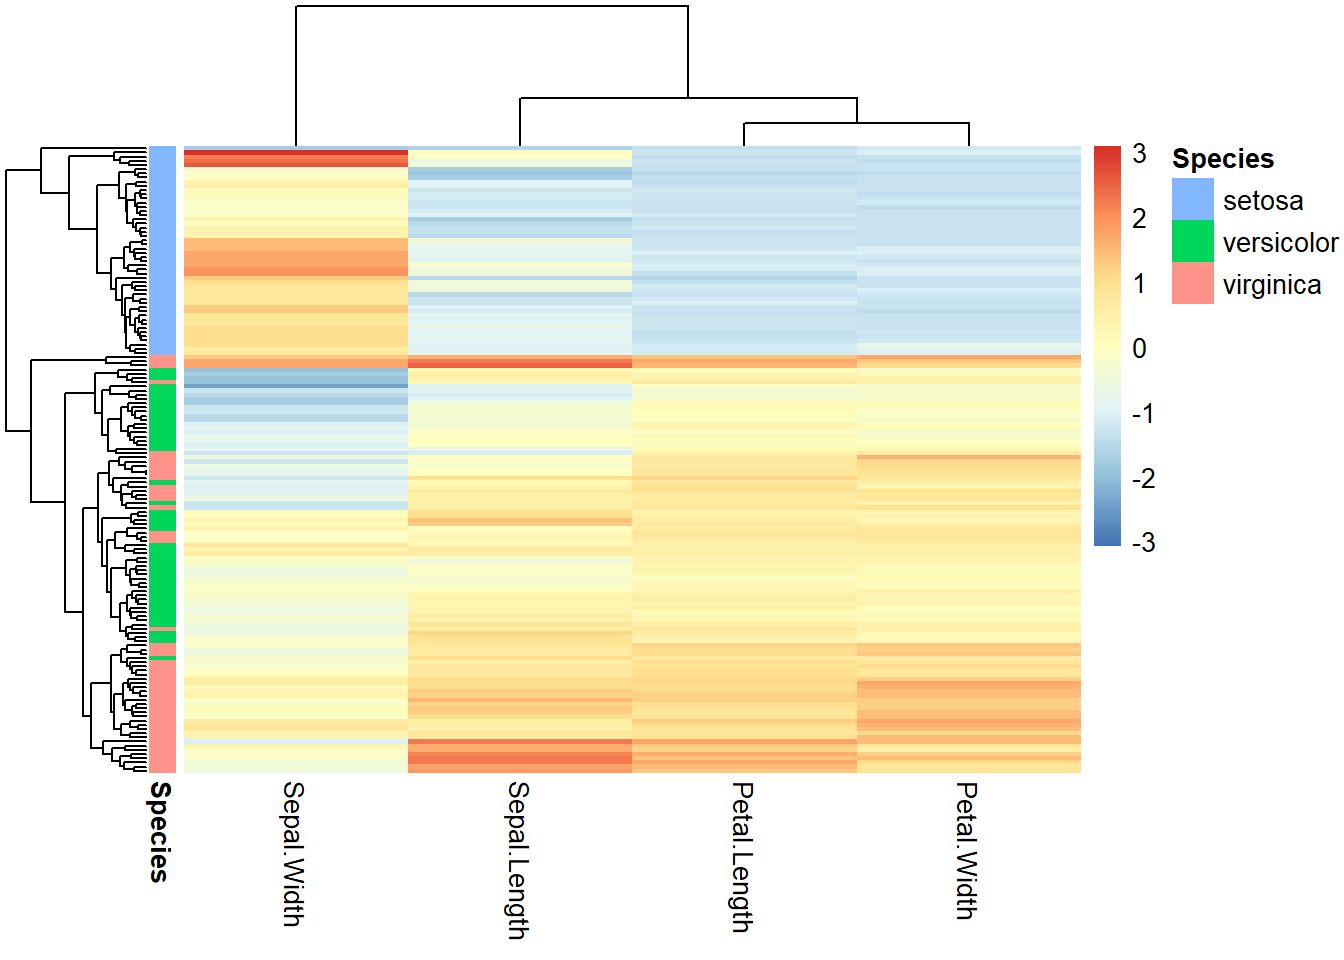 3
2
1
0
-1
-2
-3
Species
setosa
versicolor
virginica
Species
Sepal.Width
Sepal.Length
Petal.Length
Petal.Width